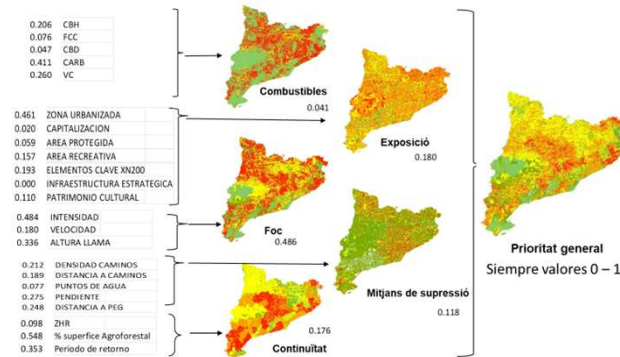 0.206 CBH
0.076 FCC
0.047 CBD
0.411 CARB
0.260 VC
Combustibles
0.041
0.461 ZONA URBANIZADA
0.020 CAPITALIZACION
0.059 AREA PROTEGIDA
0.157 AREA RECREATIVA
0.193 ELEMENTOS CLAVE XN200
0.000 INFRAESTRUCTURA ESTRATEGICA
0.110 PATRIMONIO CULTURAL
Exposició
0.180
0.484 INTENSIDAD
0.180 VELOCIDAD
0.336 ALTURA LLAMA
Foc
0.486
0.212 DENSIDAD CAMINOS
0.189 DISTANCIA A CAMINOS
0.077 PUNTOS DE AGUA
0.275 PENDIENTE
0.248 DISTANCIA A PEG
Mitjans de supressió
0.118
0.098 ZHR
0.548 % superfice Agroforestal
0.353 Periodo de retorno
Continuïtat
0.176
Prioritat general
Siempre valores 0 – 1